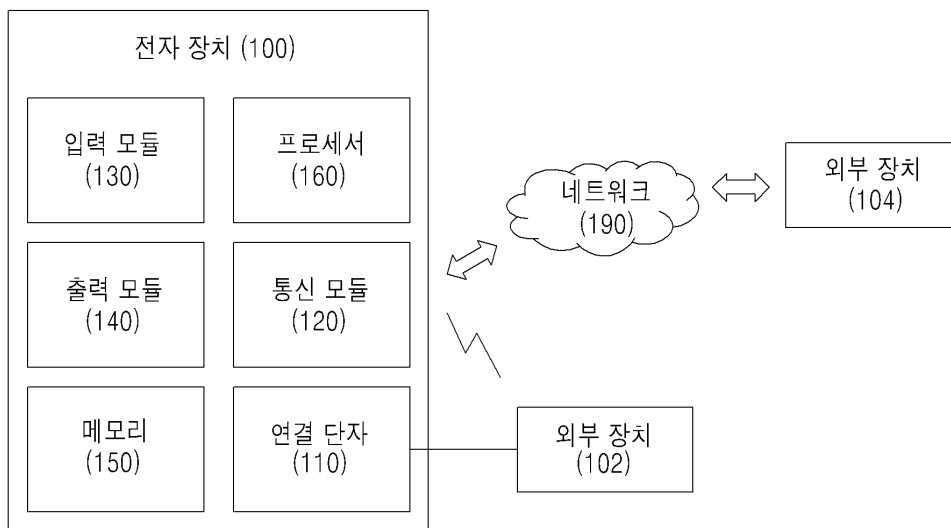 전자 장치 (100)
입력 모듈
(130)
프로세서
(160)
출력 모듈
(140)
통신 모듈
(120)
메모리
(150)
연결 단자
(110)
네트워크
(190)
외부 장치
(104)
외부 장치
(102)